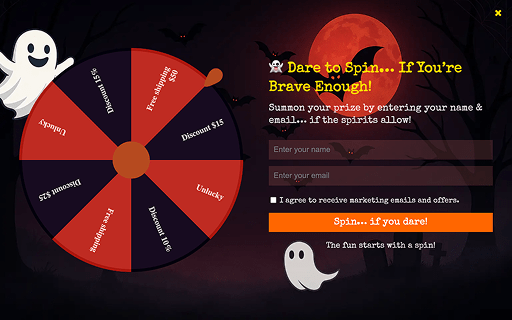 Dare to Spin... If You're
Brave Enough!
Summon your prize by entering your name &
email... if the spirits allow!
Enter your name
Enter your email
I agree to receive marketing emails and offers.
Spin... if you dare!
The fun starts with a spin!
Free shipping
$50
Discount $15
Unlucky
Discount 10%
Free shipping
Discount $25
Unlucky
Discount 15%